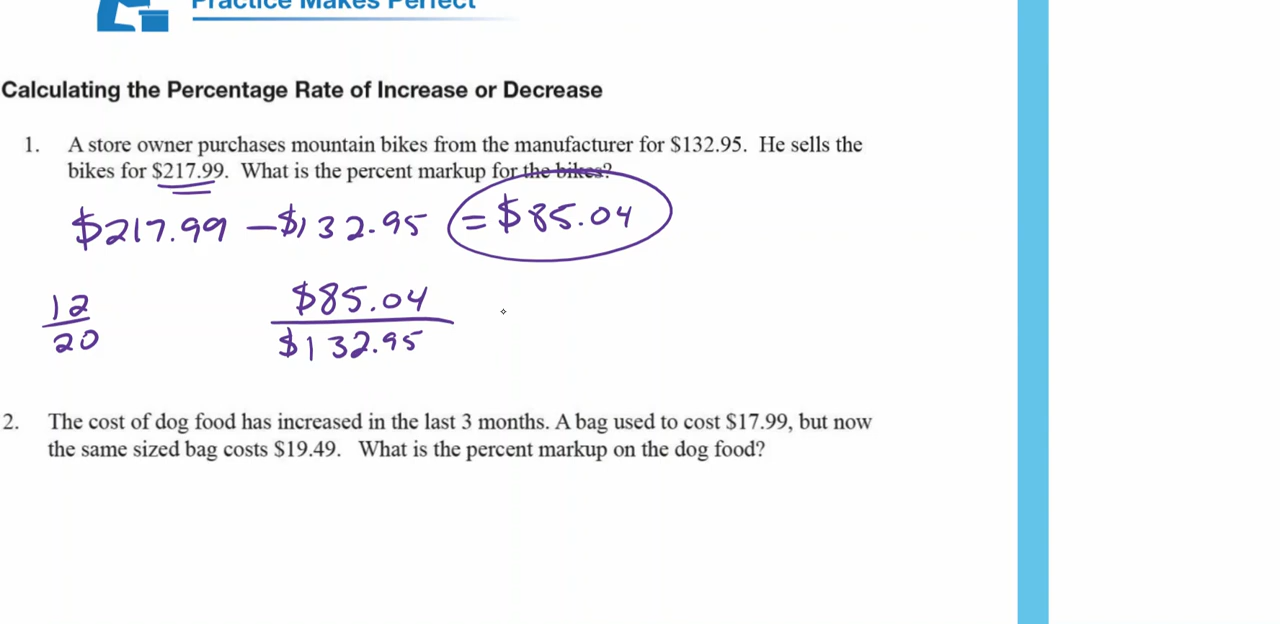 Practice Makes Perfect
Calculating the Percentage Rate of Increase or Decrease
1. A store owner purchases mountain bikes from the manufacturer for $132.95. He sells the
bikes for $217.99. What is the percent markup for the bikes?
$217.99 - $132.95 = $85.04
12
20
$85.04
$132.95
2. The cost of dog food has increased in the last 3 months. A bag used to cost $17.99, but now
the same sized bag costs $19.49. What is the percent markup on the dog food?